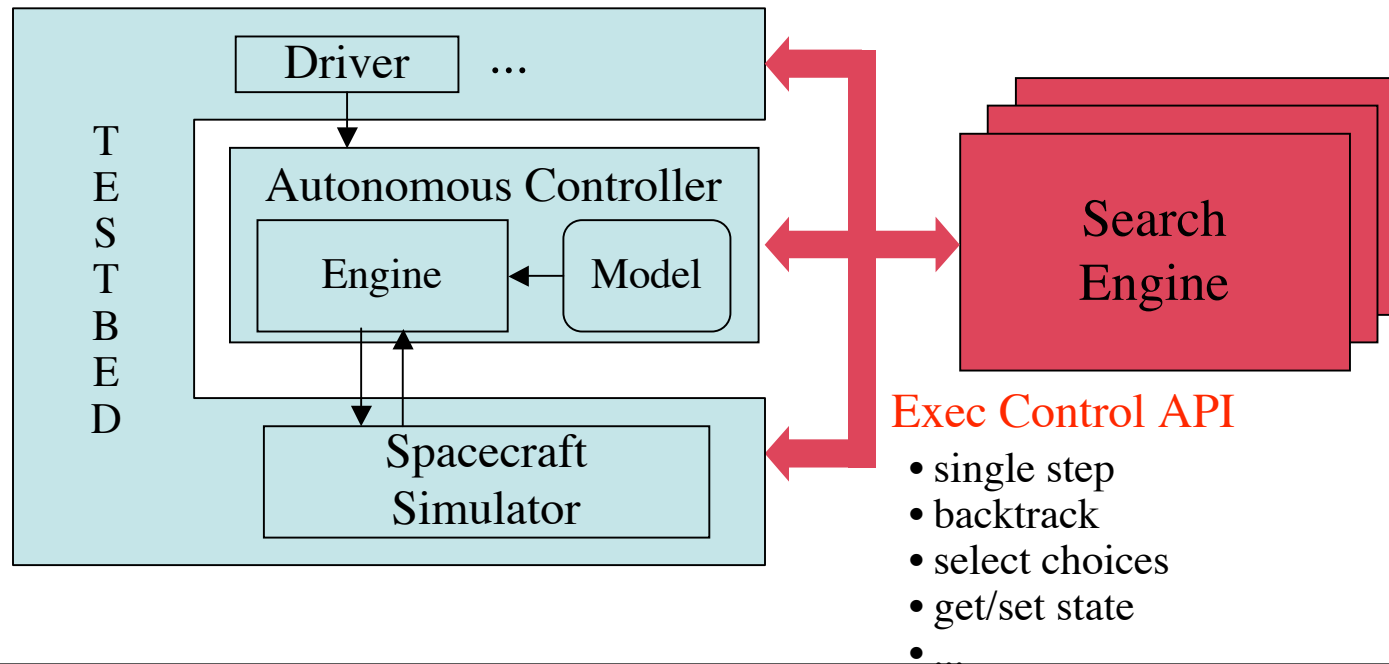 TESTBED
Driver ...
Autonomous Controller
Engine
Model
Spacecraft
Simulator
Search
Engine
Exec Control API
• single step
• backtrack
• select choices
• get/set state
• ...